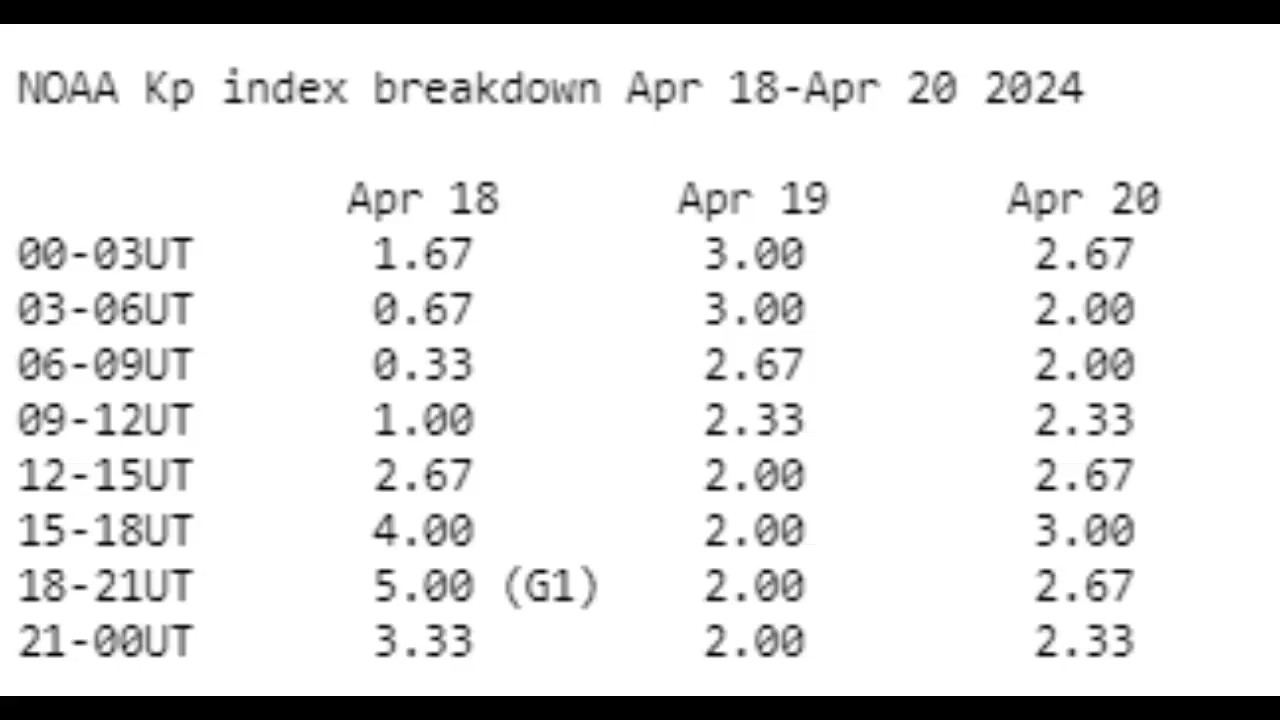 NOAA Kp index breakdown Apr 18-Apr 20 2024
Apr 18 Apr 19 Apr 20
00-03UT 1.67 3.00 2.67
03-06UT 0.67 3.00 2.00
06-09UT 0.33 2.67 2.00
09-12UT 1.00 2.33 2.33
12-15UT 2.67 2.00 2.67
15-18UT 4.00 2.00 3.00
18-21UT 5.00 (G1) 2.00 2.67
21-00UT 3.33 2.00 2.33